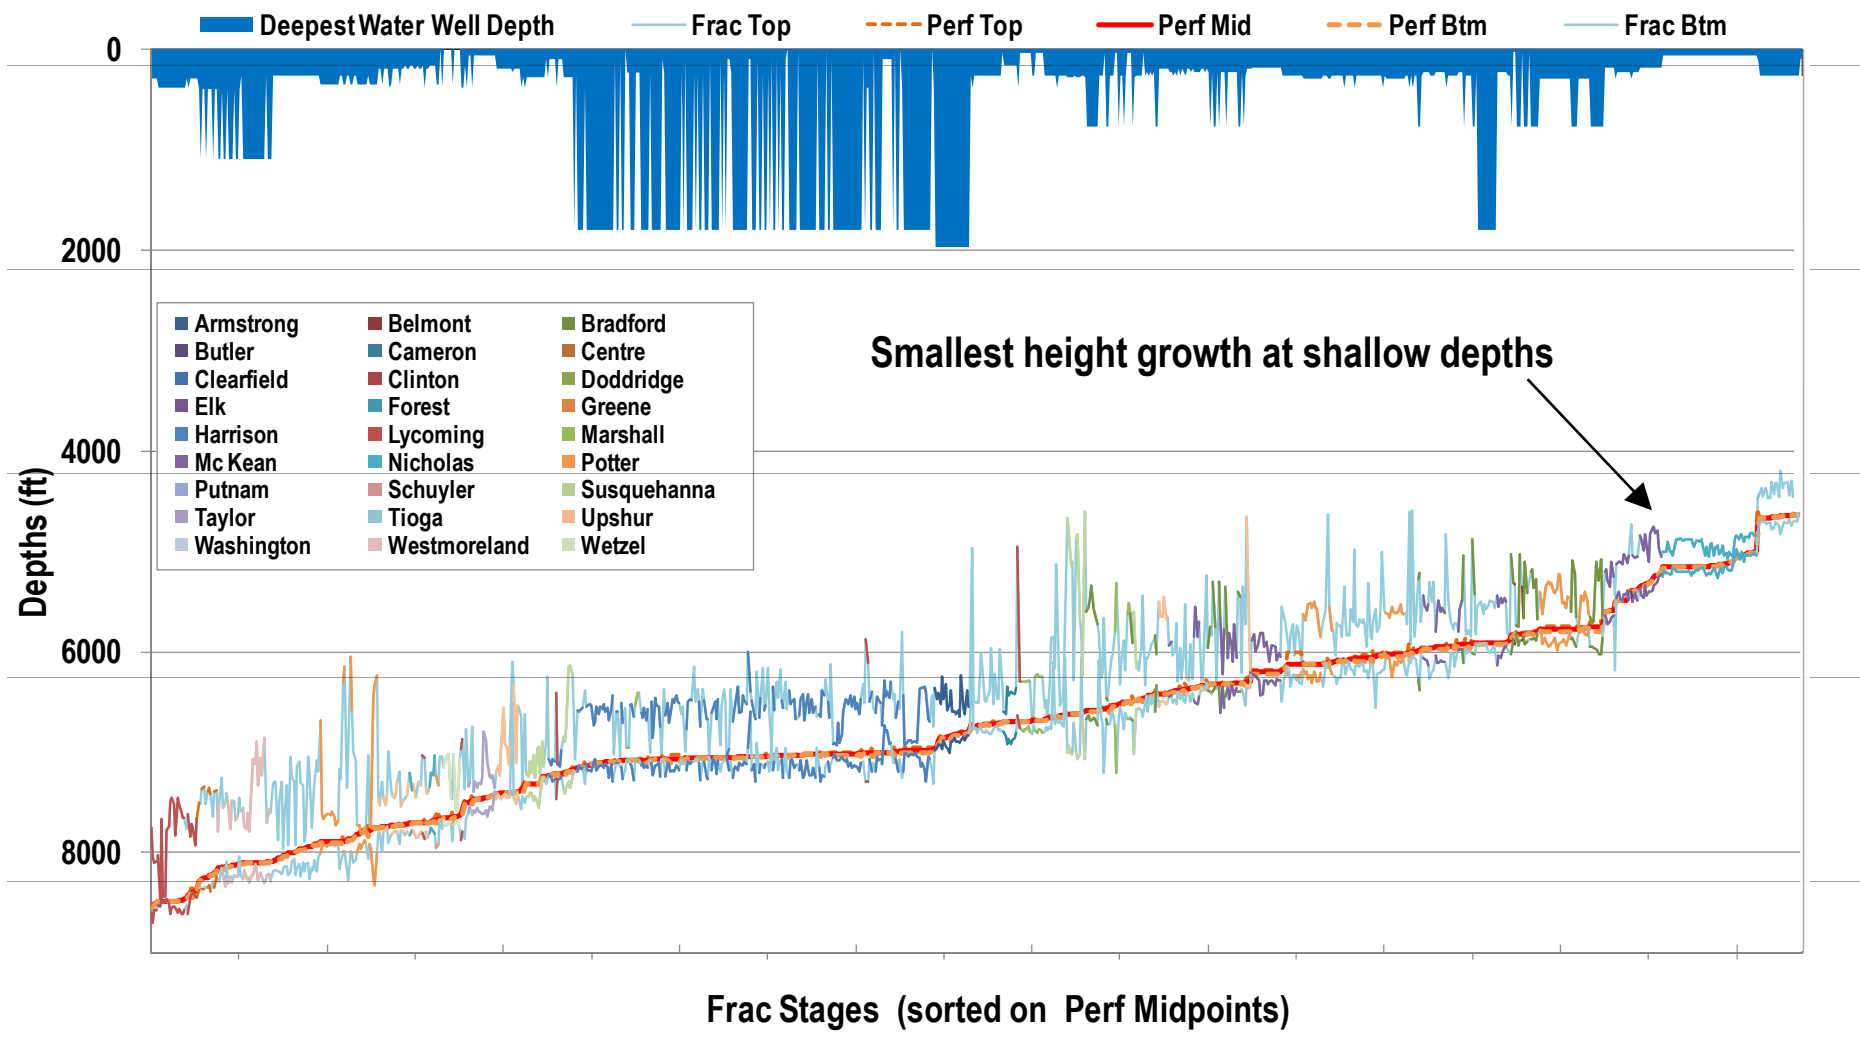 Deepest Water Well Depth Frac Top Perf Top Perf Mid Perf Btm Frac Btm
0
2000
4000
6000
8000
Depths (ft)
Armstrong Belmont Bradford
Butler Cameron Centre
Clearfield Clinton Doddridge
Elk Forest Greene
Harrison Lycoming Marshall
Mc Kean Nicholas Potter
Putnam Schuyler Susquehanna
Taylor Tioga Upshur
Washington Westmoreland Wetzel
Smallest height growth at shallow depths
Frac Stages (sorted on Perf Midpoints)